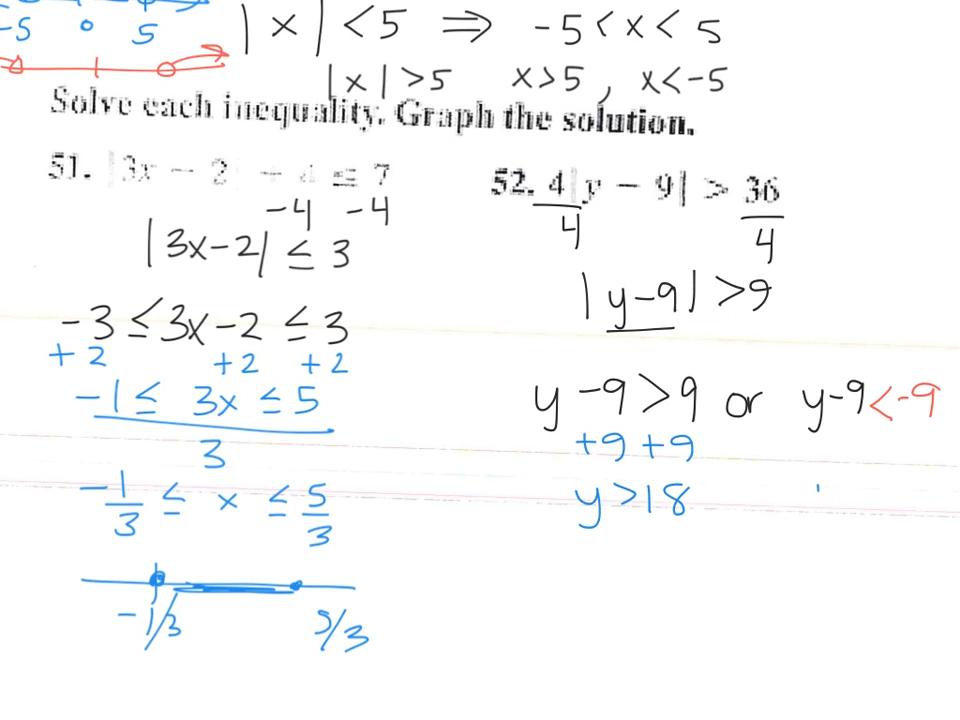 -5 0 5
|x| < 5 ⇒ -5 < x < 5
|x| > 5 x > 5 , x < -5
Solve each inequality. Graph the solution.
51. |3x - 2| + 4 ≤ 7
-4 -4
|3x-2| ≤ 3
-3 ≤ 3x - 2 ≤ 3
+2 +2 +2
-1 ≤ 3x ≤ 5
3
-1/3 ≤ x ≤ 5/3
-1/3 5/3
52. 4|y - 9| > 36
4 4
|y-9| > 9
y - 9 > 9 or y-9 < -9
+9 +9
y > 18